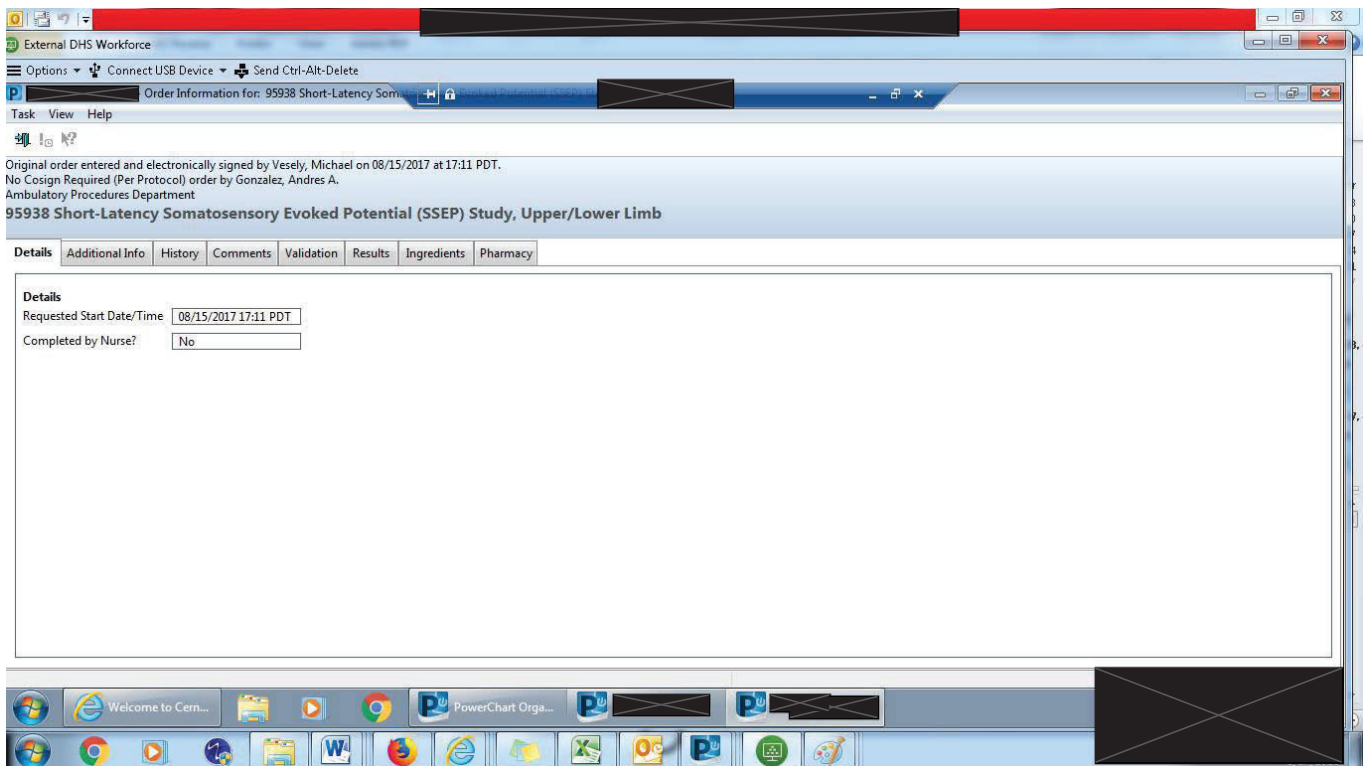 External DHS Workforce
Options Connect USB Device Send Ctrl-Alt-Delete
Order Information for: 95938 Short-Latency Som
Task View Help
Original order entered and electronically signed by Vesely, Michael on 08/15/2017 at 17:11 PDT.
No Cosign Required (Per Protocol) order by Gonzalez, Andres A.
Ambulatory Procedures Department
95938 Short-Latency Somatosensory Evoked Potential (SSEP) Study, Upper/Lower Limb
Details Additional Info History Comments Validation Results Ingredients Pharmacy
Details
Requested Start Date/Time 08/15/2017 17:11 PDT
Completed by Nurse? No
Welcome to Cern... PowerChart Orga...